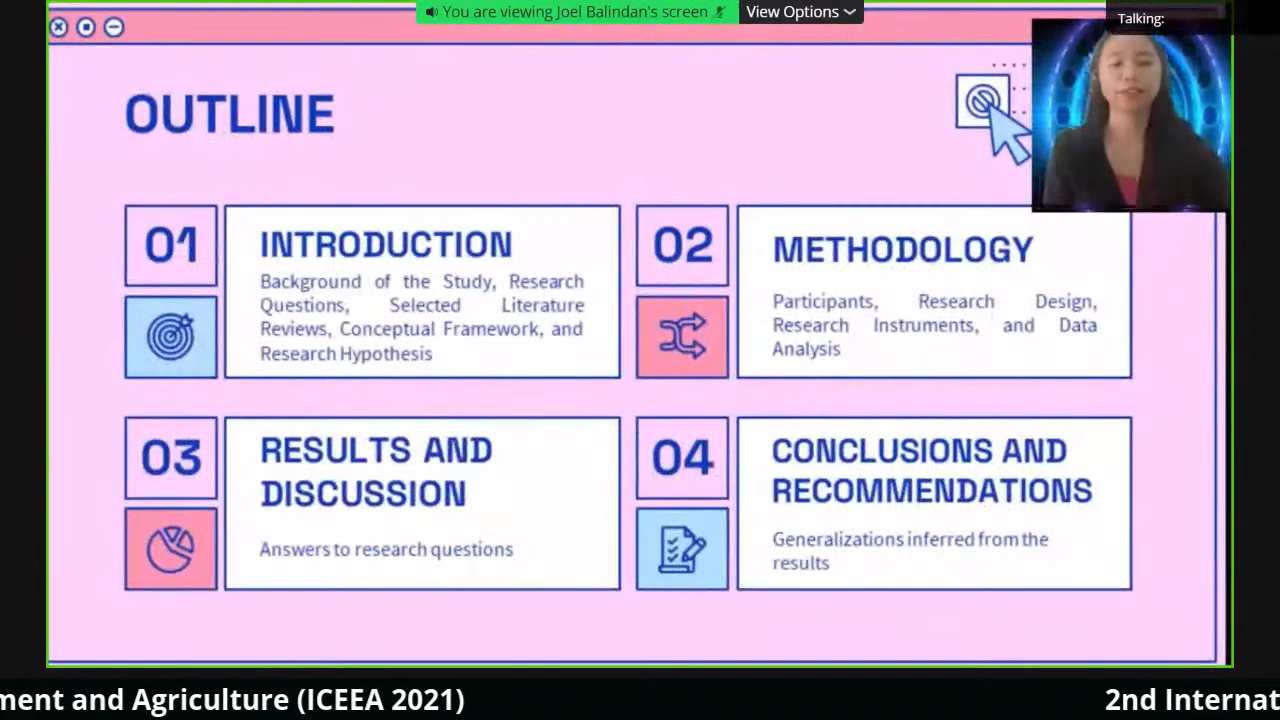 You are viewing Joel Balindan's screen
View Options
Talking:
OUTLINE
01
INTRODUCTION
Background of the Study, Research
Questions, Selected Literature
Reviews, Conceptual Framework, and
Research Hypothesis
02
METHODOLOGY
Participants, Research Design,
Research Instruments, and Data
Analysis
03
RESULTS AND
DISCUSSION
Answers to research questions
04
CONCLUSIONS AND
RECOMMENDATIONS
Generalizations inferred from the
results
ment and Agriculture (ICEEA 2021)
2nd Internat